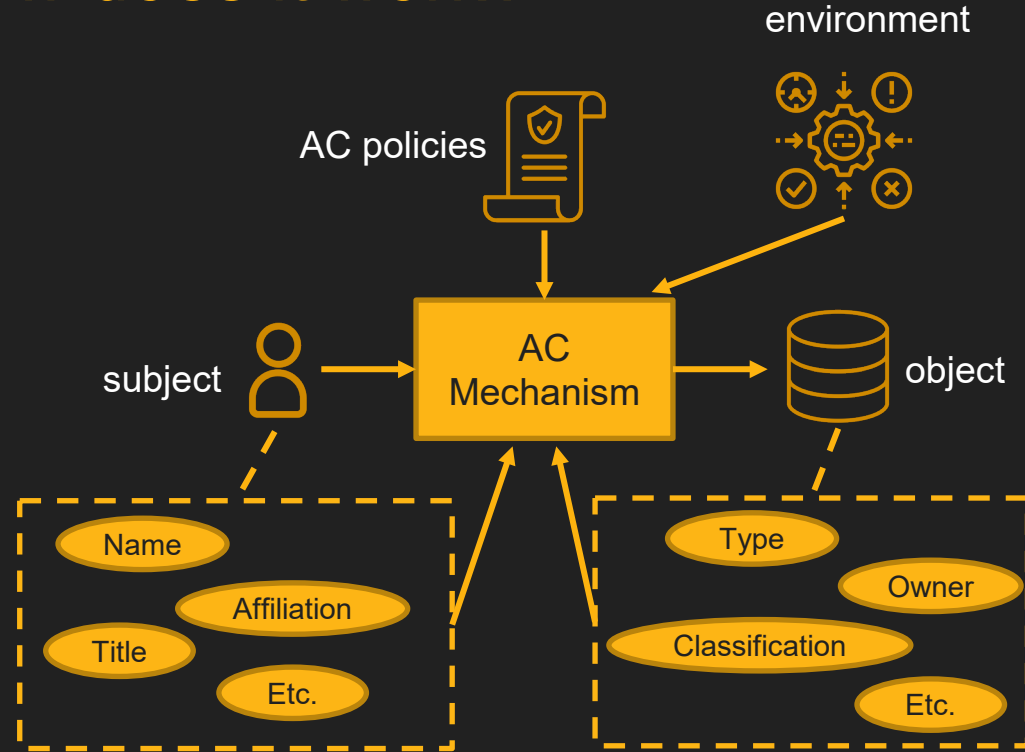 environment
AC policies
AC
Mechanism
subject
object
Name
Affiliation
Title
Etc.
Type
Owner
Classification
Etc.